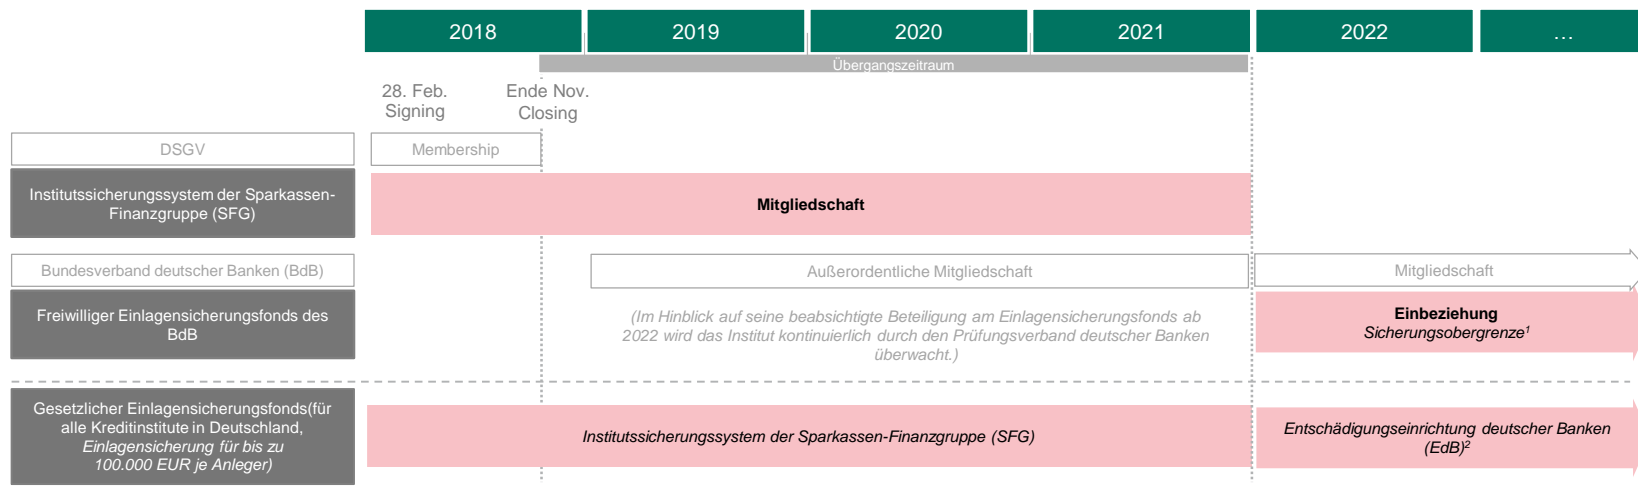 2018 2019 2020 2021 2022 …
Übergangszeitraum
28. Feb.
Signing
Ende Nov.
Closing
DSGV
Membership
Institutssicherungssystem der Sparkassen-
Finanzgruppe (SFG)
Mitgliedschaft
Bundesverband deutscher Banken (BdB)
Außerordentliche Mitgliedschaft
Mitgliedschaft
Freiwilliger Einlagensicherungsfonds des
BdB
(Im Hinblick auf seine beabsichtigte Beteiligung am Einlagensicherungsfonds ab
2022 wird das Institut kontinuierlich durch den Prüfungsverband deutscher Banken
überwacht.)
Einbeziehung
Sicherungsobergrenze¹
Gesetzlicher Einlagensicherungsfonds(für
alle Kreditinstitute in Deutschland,
Einlagensicherung für bis zu
100.000 EUR je Anleger)
Institutssicherungssystem der Sparkassen-Finanzgruppe (SFG)
Entschädigungseinrichtung deutscher Banken
(EdB)²